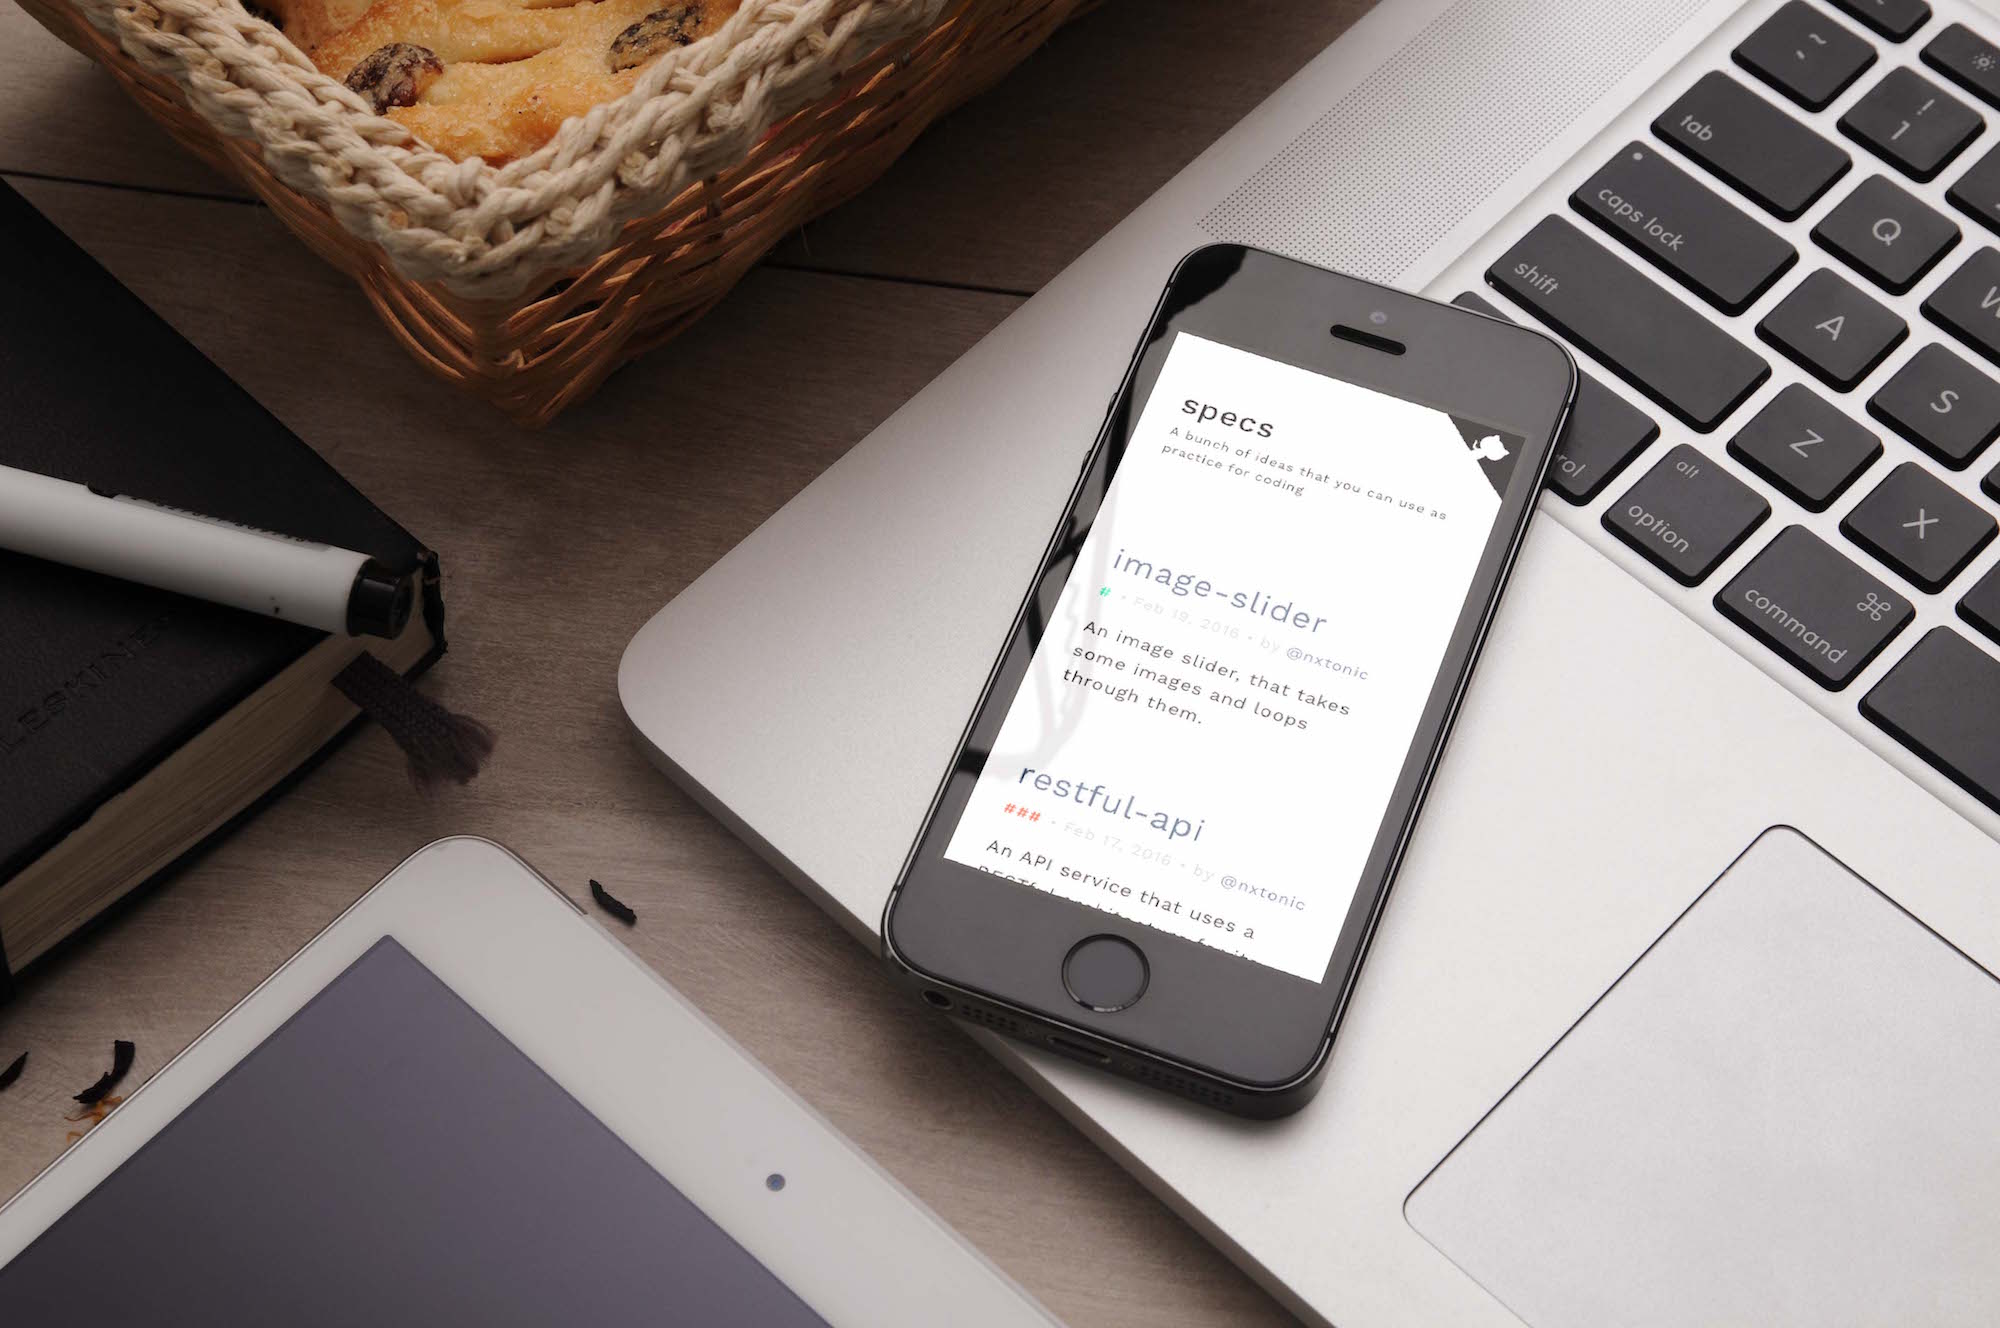 specs
A bunch of ideas that you can use as
practice for coding
image-slider
# • Feb 19, 2016 • by @nxtonic
An image slider, that takes
some images and loops
through them.
restful-api
### • Feb 17, 2016 • by @nxtonic
An API service that uses a
~
!
1
tab
Q
caps lock
W
A
shift
S
Z
alt
option
X
command
⌘